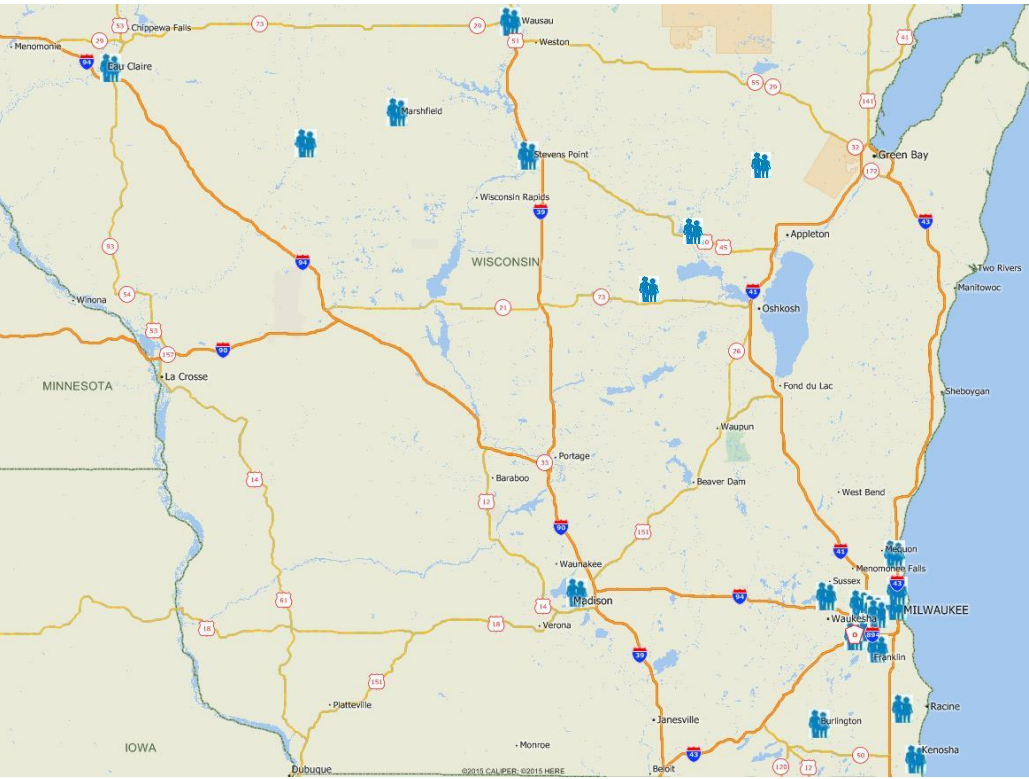 53
Chippewa Falls
73
29
Wausau
51
Weston
41
Menomonie
29
94
Eau Claire
55
29
141
Marshfield
32
Green Bay
172
Stevens Point
Wisconsin Rapids
39
43
Appleton
10
45
53
94
WISCONSIN
Two Rivers
Manitowoc
Winona
54
21
73
41
Oshkosh
53
157
90
26
La Crosse
MINNESOTA
Fond du Lac
Sheboygan
Waupun
14
33
Portage
Baraboo
Beaver Dam
West Bend
12
90
151
41
Mequon
Waunakee
Menomonee Falls
Sussex
43
Madison
94
61
14
MILWAUKEE
Waukesha
18
18
Verona
0
894
Franklin
39
151
Platteville
Janesville
Burlington
Racine
IOWA
Monroe
43
50
Kenosha
Dubuque
©2015 CALIPER; ©2015 HERE
Beloit
120
12